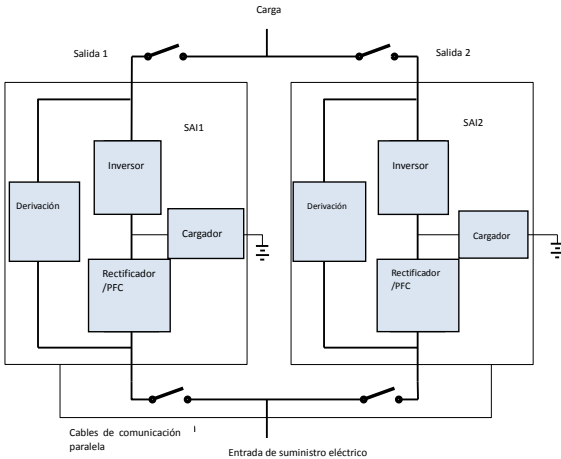 Carga
Salida 1
Salida 2
SAI1
SAI2
Inversor
Inversor
Derivación
Derivación
Cargador
Cargador
Rectificador
/PFC
Rectificador
/PFC
Cables de comunicación
paralela
Entrada de suministro eléctrico